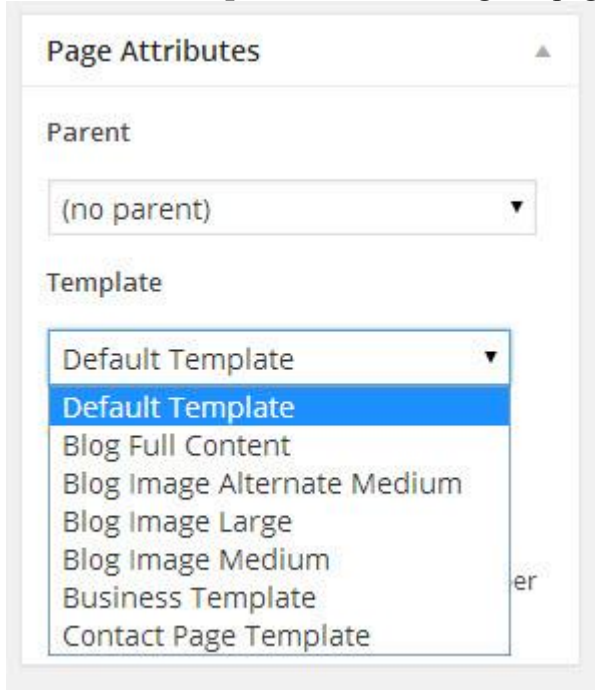 Page Attributes
Parent
(no parent)
Template
Default Template
Default Template
Blog Full Content
Blog Image Alternate Medium
Blog Image Large
Blog Image Medium
er
Business Template
Contact Page Template